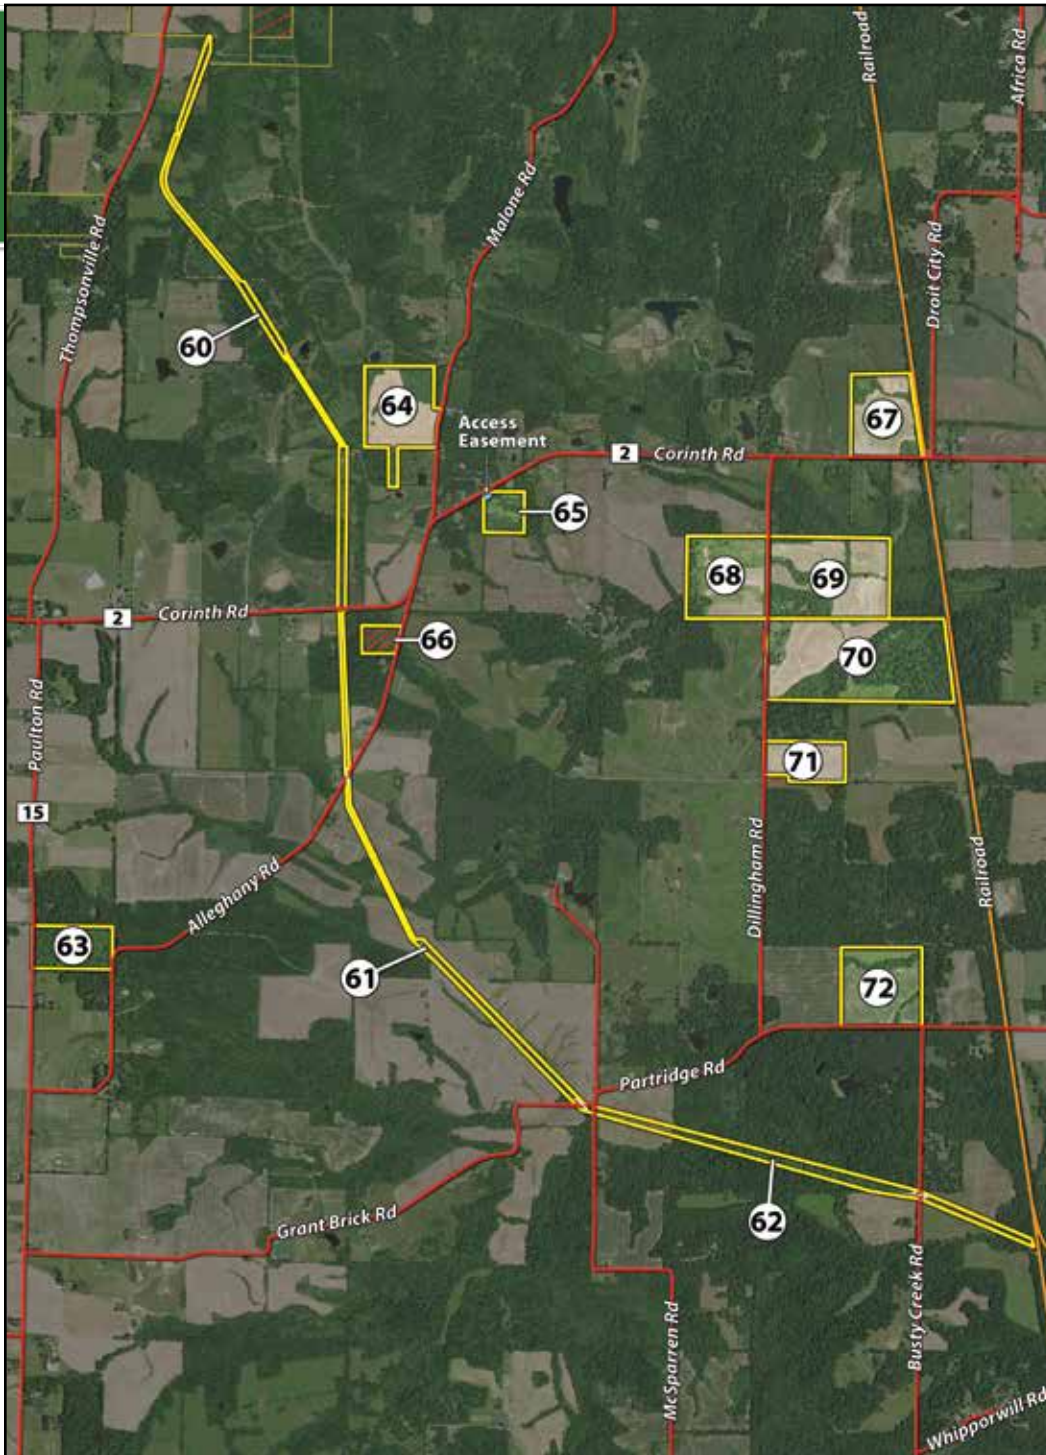 Railroad
Africa Rd
Malone Rd
Droit City Rd
Thompsonville Rd
60
64
67
Access
Easement
2
Corinth Rd
65
68
69
2
Corinth Rd
66
70
Paulton Rd
71
15
Dillingham Rd
Railroad
Alleghany Rd
63
61
72
Partridge Rd
62
Grant Brick Rd
Busty Creek Rd
McSparren Rd
Whipporwill Rd